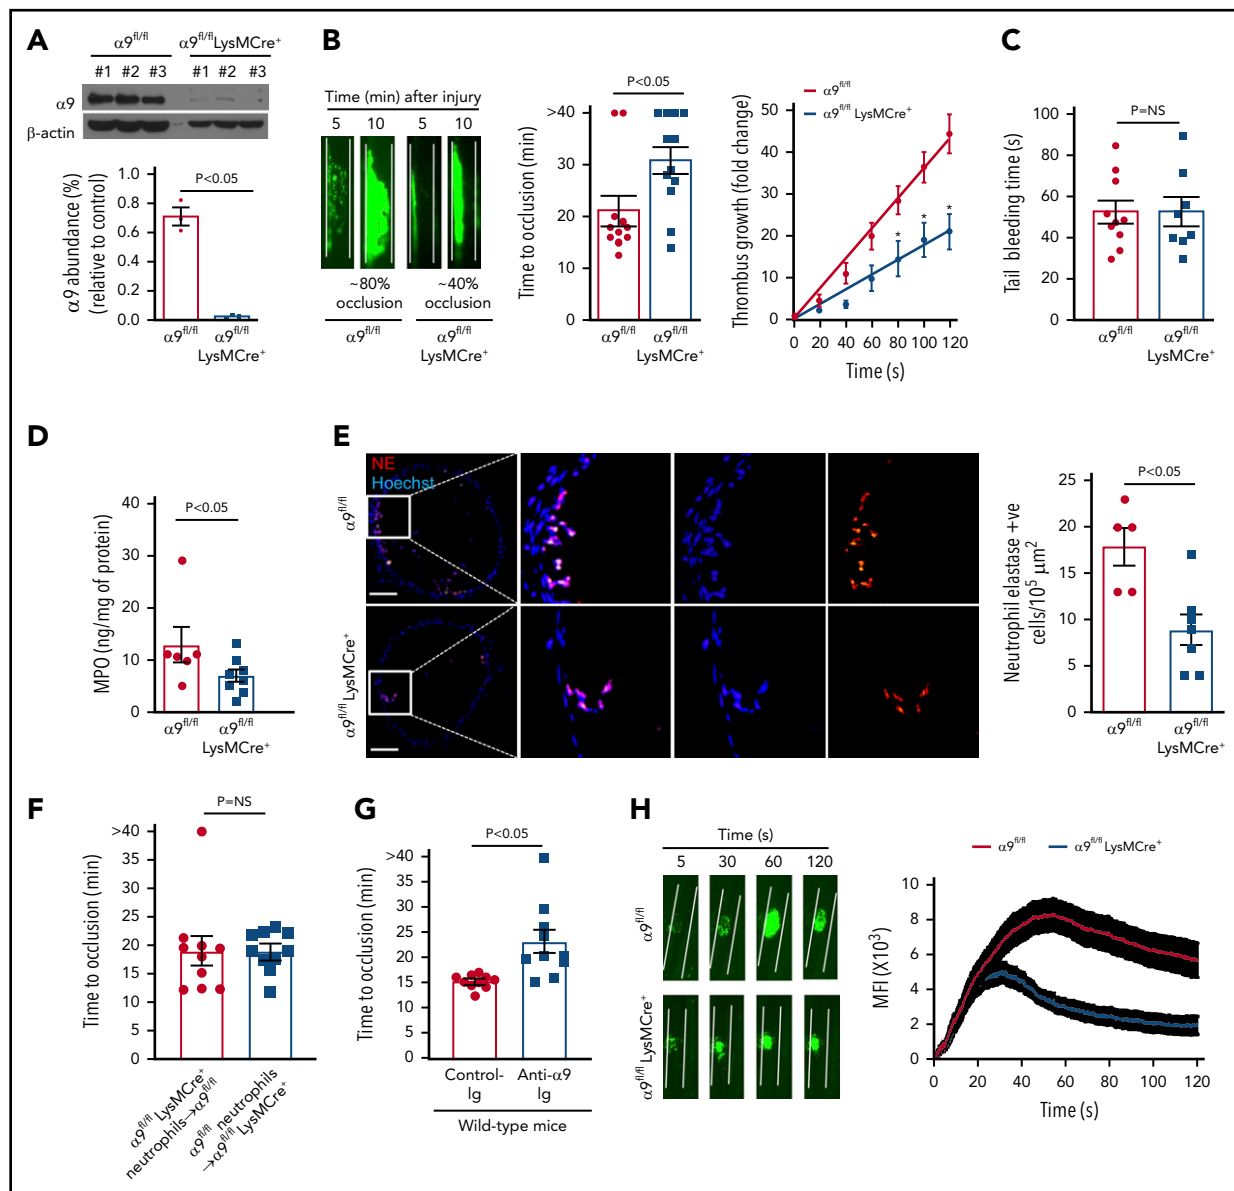 A
α9fl/fl α9fl/flLysMCre+
#1 #2 #3 #1 #2 #3
α9
β-actin
α9 abundance (%)
(relative to control)
1.0
0.8
0.6
0.4
0.2
0.0
P<0.05
α9fl/fl α9fl/fl
LysMCre+
B
Time (min) after injury
5 10 5 10
~80%
occlusion
~40%
occlusion
α9fl/fl α9fl/fl
LysMCre+
Time to occlusion (min)
>40
30
20
10
0
P<0.05
α9fl/fl α9fl/fl
LysMCre+
Thrombus growth (fold change)
50
40
30
20
10
0
α9fl/fl
α9fl/fl LysMCre+
* * *
0 20 40 60 80 100 120
Time (s)
C
Tail bleeding time (s)
100
80
60
40
20
0
P=NS
α9fl/fl α9fl/fl
LysMCre+
D
MPO (ng/mg of protein)
40
30
20
10
0
P<0.05
α9fl/fl α9fl/fl
LysMCre+
E
NE
Hoechst
α9fl/fl
α9fl/fl LysMCre+
Neutrophil elastase +ve
cells/10⁵ μm²
25
20
15
10
5
0
P<0.05
α9fl/fl α9fl/fl
LysMCre+
F
Time to occlusion (min)
>40
35
30
25
20
15
10
5
0
P=NS
α9fl/fl LysMCre+
neutrophils→α9fl/fl
α9fl/fl neutrophils
→α9fl/fl LysMCre+
G
Time to occlusion (min)
>40
35
30
25
20
15
10
5
0
P<0.05
Control-
Ig
Anti-α9
Ig
Wild-type mice
H
Time (s)
5 30 60 120
α9fl/fl
α9fl/fl LysMCre+
α9fl/fl α9fl/fl LysMCre+
MFI (X10³)
10
8
6
4
2
0
0 20 40 60 80 100 120
Time (s)